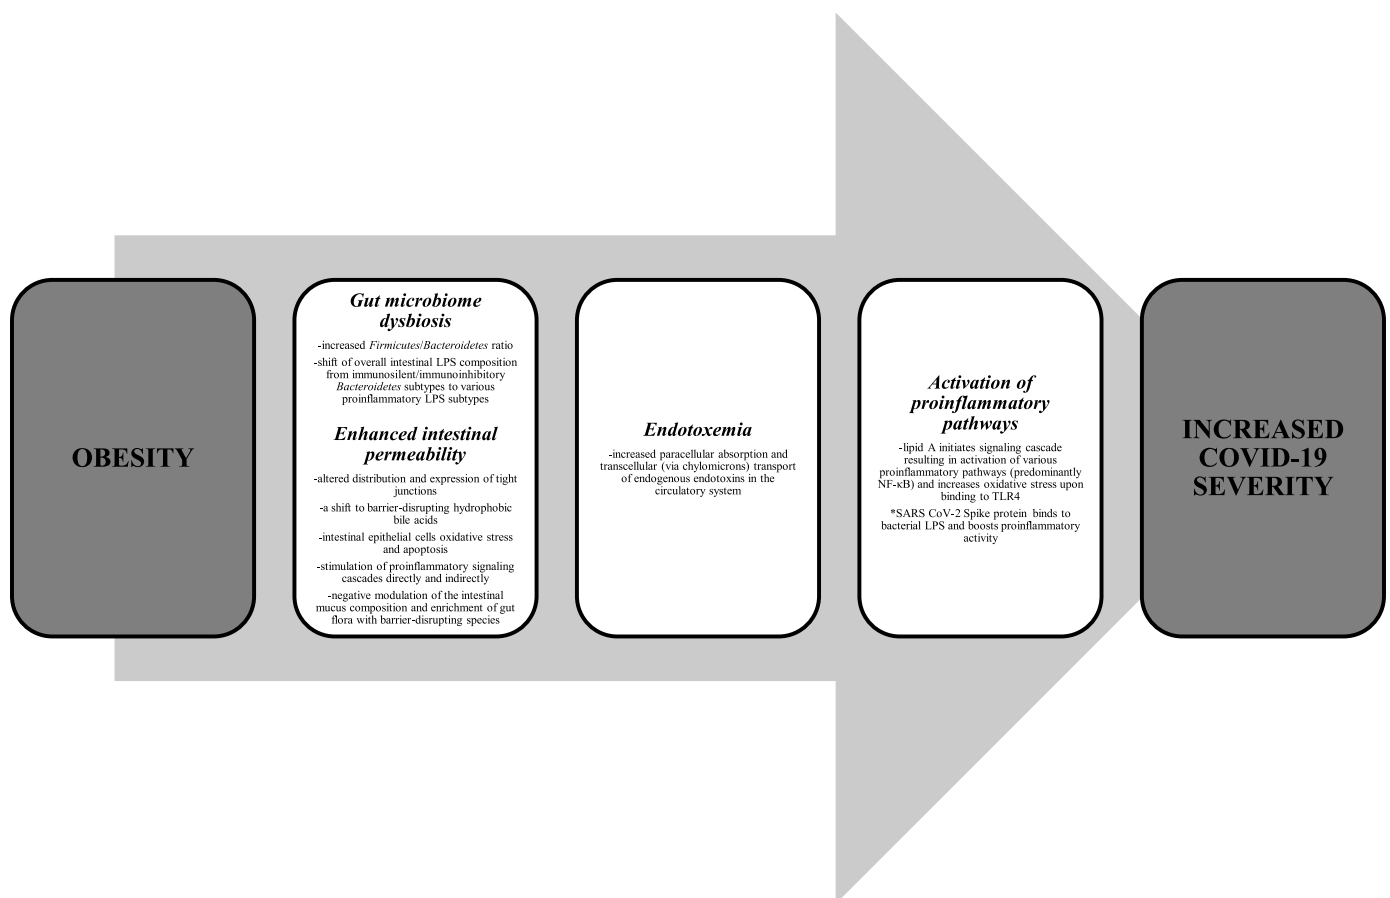 OBESITY
Gut microbiome
dysbiosis
-increased Firmicutes/Bacteroidetes ratio
-shift of overall intestinal LPS composition
from immunosilent/immunoinhibitory
Bacteroidetes subtypes to various
proinflammatory LPS subtypes
Enhanced intestinal
permeability
-altered distribution and expression of tight
junctions
-a shift to barrier-disrupting hydrophobic
bile acids
-intestinal epithelial cells oxidative stress
and apoptosis
-stimulation of proinflammatory signaling
cascades directly and indirectly
-negative modulation of the intestinal
mucus composition and enrichment of gut
flora with barrier-disrupting species
Endotoxemia
-increased paracellular absorption and
transcellular (via chylomicrons) transport
of endogenous endotoxins in the
circulatory system
Activation of
proinflammatory
pathways
-lipid A initiates signaling cascade
resulting in activation of various
proinflammatory pathways (predominantly
NF-κB) and increases oxidative stress upon
binding to TLR4
*SARS CoV-2 Spike protein binds to
bacterial LPS and boosts proinflammatory
activity
INCREASED
COVID-19
SEVERITY